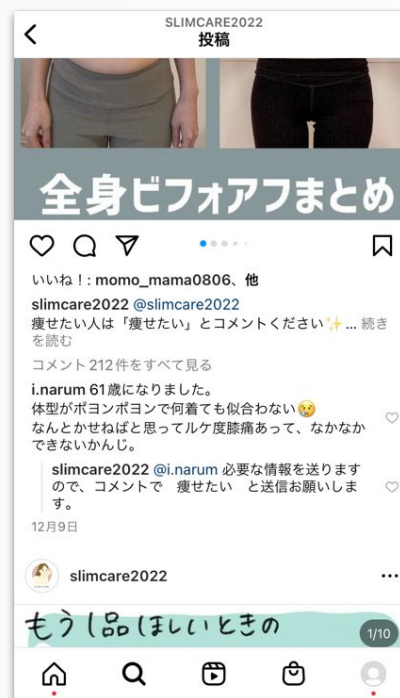 SLIMCARE2022
投稿
全身ビフォアフまとめ
いいね！: momo_mama0806、他
slimcare2022 @slimcare2022
痩せたい人は「痩せたい」とコメントください✨ ... 続き
を読む
コメント212件をすべて見る
i.narum 61歳になりました。
体型がポヨンポヨンで何着ても似合わない😢
なんとかせねばと思ってルケ度膝痛あって、なかなか
できないかんじ。
slimcare2022 @i.narum 必要な情報を送ります
ので、コメントで　痩せたい　と送信お願いしま
す。
12月9日
slimcare2022
もう1品ほしいときの
1/10